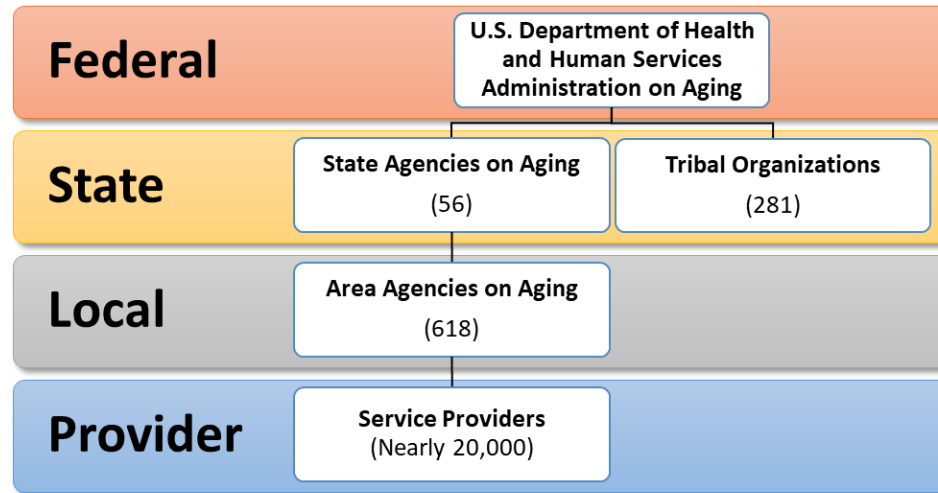 Federal
U.S. Department of Health
and Human Services
Administration on Aging
State
State Agencies on Aging
(56)
Tribal Organizations
(281)
Local
Area Agencies on Aging
(618)
Provider
Service Providers
(Nearly 20,000)